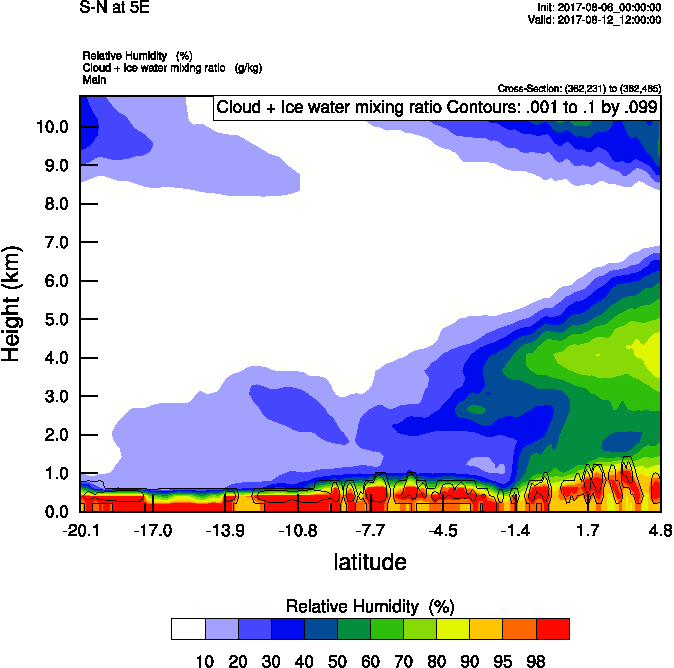 S-N at 5E
Init: 2017-08-06_00:00:00
Valid: 2017-08-12_12:00:00
Relative Humidity (%)
Cloud + Ice water mixing ratio (g/kg)
Main
Cross-Section: (362,231) to (362,485)
Cloud + Ice water mixing ratio Contours: .001 to .1 by .099
10.0
9.0
8.0
7.0
6.0
5.0
4.0
3.0
2.0
1.0
0.0
Height (km)
-20.1 -17.0 -13.9 -10.8 -7.7 -4.5 -1.4 1.7 4.8
latitude
Relative Humidity (%)
10 20 30 40 50 60 70 80 90 95 98